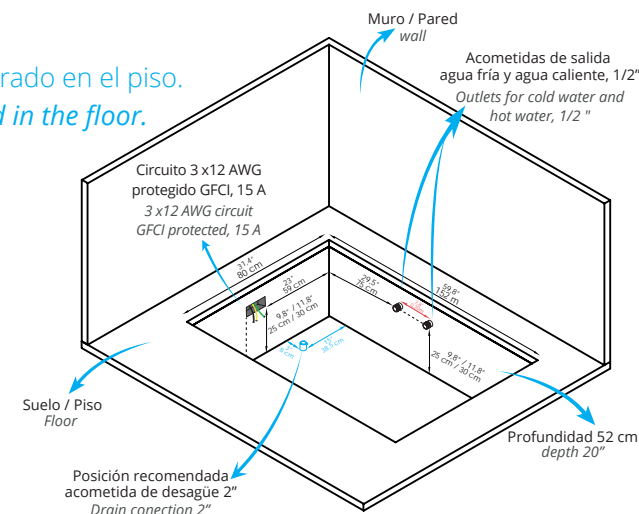 Muro / Pared
wall
rado en el piso.
d in the floor.
Acometidas de salida
agua fría y agua caliente, 1/2”
Outlets for cold water and
hot water, 1/2 "
Circuito 3 x12 AWG
protegido GFCI, 15 A
3 x12 AWG circuit
GFCI protected, 15 A
31.4"
80 cm
23"
59 cm
29.5"
75 cm
59.8"
152 m
9.8" / 11.8"
25 cm / 30 cm
15"
38,5 cm
9.8" / 11.8"
25 cm / 30 cm
Suelo / Piso
Floor
Profundidad 52 cm
depth 20”
Posición recomendada
acometida de desagüe 2”
Drain conection 2”